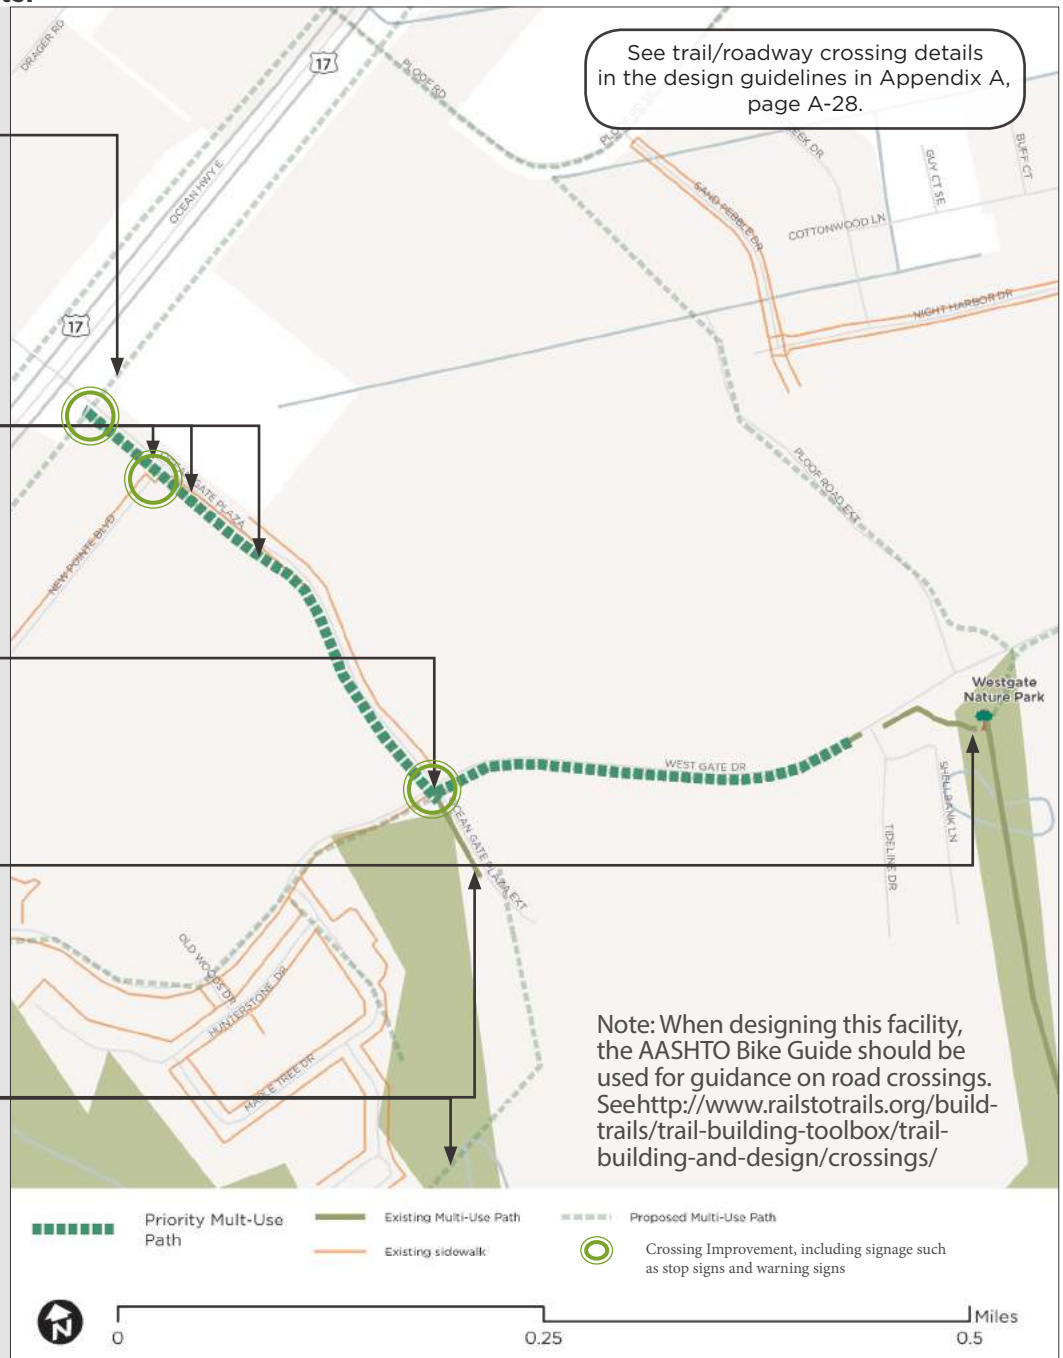 DRAGER RD
17
PLOOF RD
See trail/roadway crossing details
in the design guidelines in Appendix A,
page A-28.
EEK DR
GUY CT SE
BUFF CT
OCEAN HWY E
SAND PEBBLE DR
COTTONWOOD LN
NIGHT HARBOR DR
17
GATE PLAZA
NEW POINTE BLVD
PLOOF ROAD EXT
Westgate
Nature Park
WEST GATE DR
SHELLBANK LN
TIDELINE DR
OCEAN GATE PLAZA EXT
OLD WOODS DR
HUNTERSTONE DR
MAPLE TREE DR
Note: When designing this facility,
the AASHTO Bike Guide should be
used for guidance on road crossings.
Seehttp://www.railstotrails.org/build-
trails/trail-building-toolbox/trail-
building-and-design/crossings/
Priority Mult-Use
Path
Existing Multi-Use Path
Proposed Multi-Use Path
Existing sidewalk
Crossing Improvement, including signage such
as stop signs and warning signs
N
Miles
0
0.25
0.5